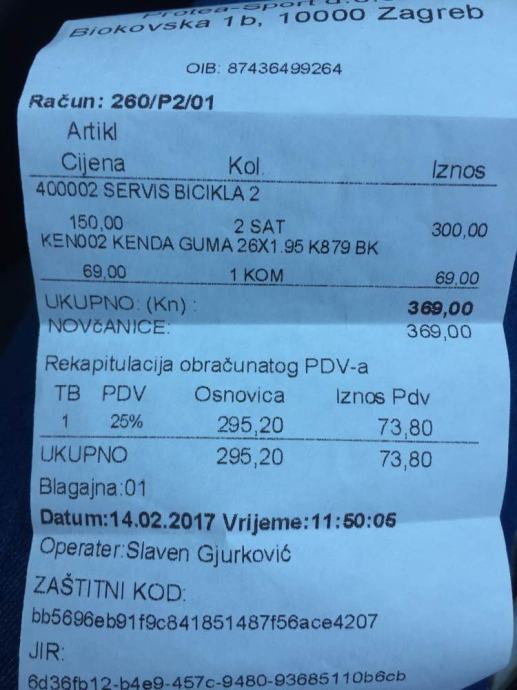 Protea-Sport d.o.o.
Biokovska 1b, 10000 Zagreb
OIB: 87436499264
Račun: 260/P2/01
Artikl
Cijena Kol. Iznos
400002 SERVIS BICIKLA 2
150,00 2 SAT 300,00
KEN002 KENDA GUMA 26X1.95 K879 BK
69,00 1 KOM 69,00
UKUPNO: (Kn) : 369,00
NOVčANICE: 369,00
Rekapitulacija obračunatog PDV-a
TB PDV Osnovica Iznos Pdv
1 25% 295,20 73,80
UKUPNO 295,20 73,80
Blagajna:01
Datum:14.02.2017 Vrijeme:11:50:05
Operater:Slaven Gjurković
ZAŠTITNI KOD:
bb5696eb91f9c841851487f56ace4207
JIR:
6d36fb12-b4e9-457c-9480-93685110b6cb